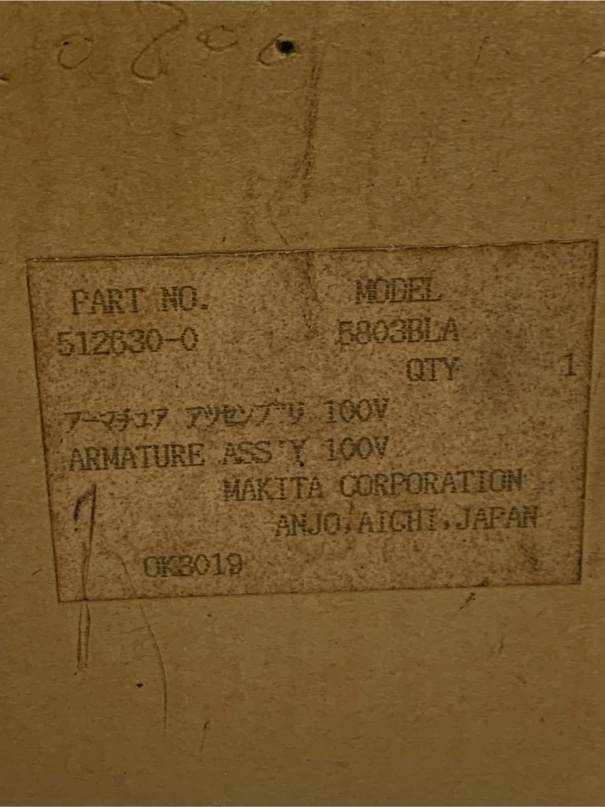 PART NO. MODEL
512630-0 5803BLA
QTY 1
アーマチュア アッセンブリ 100V
ARMATURE ASS'Y 100V
MAKITA CORPORATION
ANJO,AICHI,JAPAN
0K3019